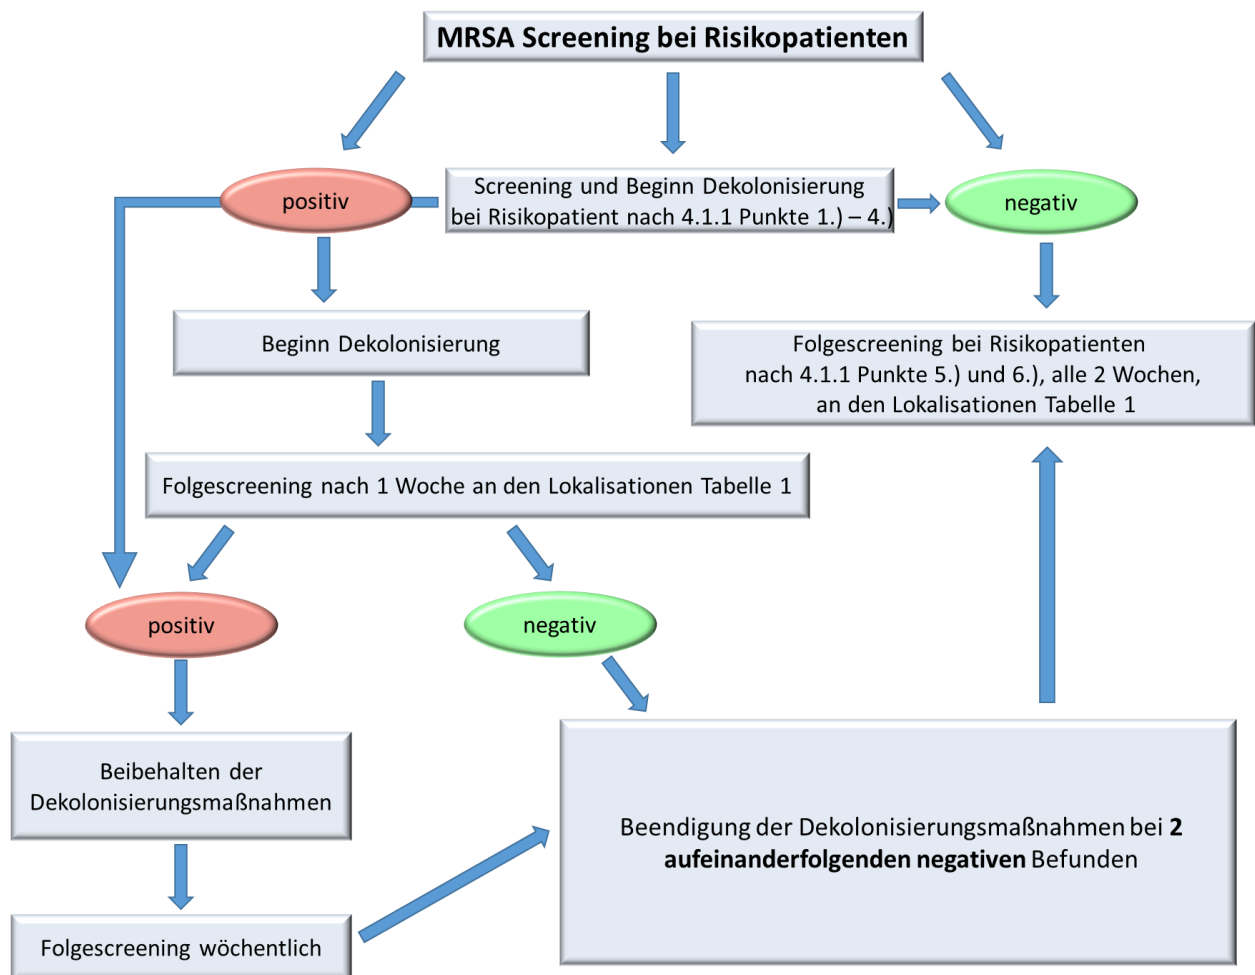 MRSA Screening bei Risikopatienten
positiv
Screening und Beginn Dekolonisierung
bei Risikopatient nach 4.1.1 Punkte 1.) – 4.)
negativ
Beginn Dekolonisierung
Folgescreening bei Risikopatienten
nach 4.1.1 Punkte 5.) und 6.), alle 2 Wochen,
an den Lokalisationen Tabelle 1
Folgescreening nach 1 Woche an den Lokalisationen Tabelle 1
positiv
negativ
Beibehalten der
Dekolonisierungsmaßnahmen
Beendigung der Dekolonisierungsmaßnahmen bei 2
aufeinanderfolgenden negativen Befunden
Folgescreening wöchentlich